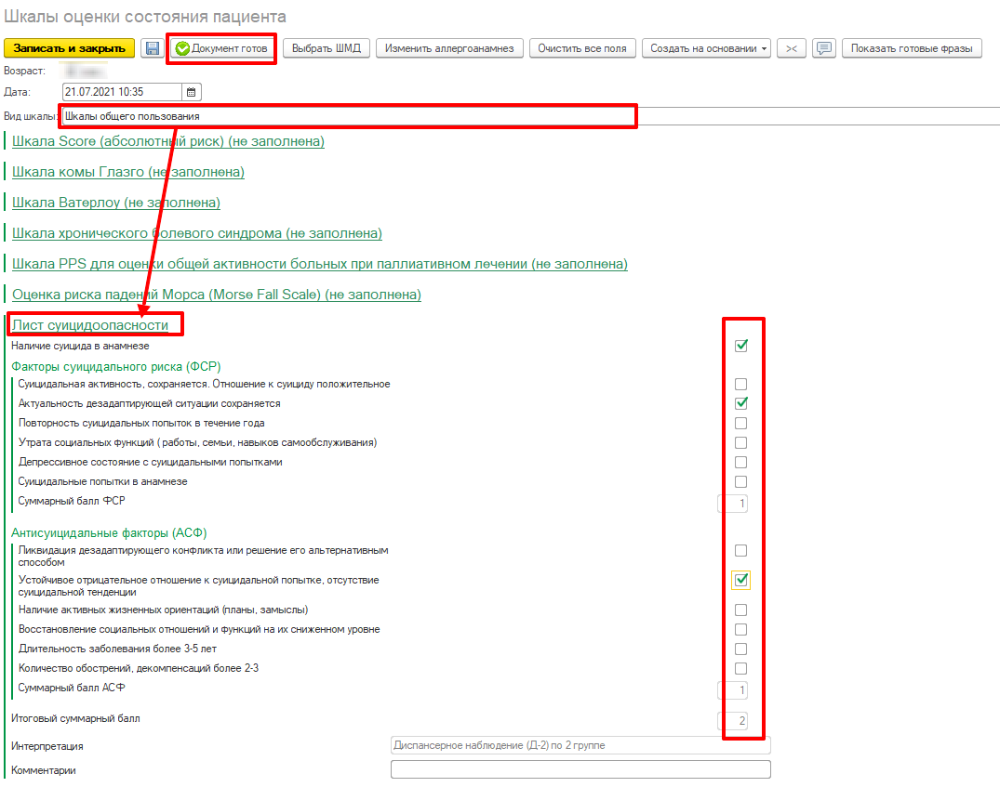 Шкалы оценки состояния пациента
Записать и закрыть Документ готов Выбрать ШМД Изменить аллергоанамнез Очистить все поля Создать на основании Показать готовые фразы
Возраст:
Дата: 21.07.2021 10:35
Вид шкалы: Шкалы общего пользования
Шкала Score (абсолютный риск) (не заполнена)
Шкала комы Глазго (не заполнена)
Шкала Ватерлоу (не заполнена)
Шкала хронического болевого синдрома (не заполнена)
Шкала PPS для оценки общей активности больных при паллиативном лечении (не заполнена)
Оценка риска падений Морса (Morse Fall Scale) (не заполнена)
Лист суицидоопасности
Наличие суицида в анамнезе
Факторы суицидального риска (ФСР)
Суицидальная активность, сохраняется. Отношение к суициду положительное
Актуальность дезадаптирующей ситуации сохраняется
Повторность суицидальных попыток в течение года
Утрата социальных функций ( работы, семьи, навыков самообслуживания)
Депрессивное состояние с суицидальными попытками
Суицидальные попытки в анамнезе
Суммарный балл ФСР 1
Антисуицидальные факторы (АСФ)
Ликвидация дезадаптирующего конфликта или решение его альтернативным
способом
Устойчивое отрицательное отношение к суицидальной попытке, отсутствие
суицидальной тенденции
Наличие активных жизненных ориентаций (планы, замыслы)
Восстановление социальных отношений и функций на их сниженном уровне
Длительность заболевания более 3-5 лет
Количество обострений, декомпенсаций более 2-3
Суммарный балл АСФ 1
Итоговый суммарный балл 2
Интерпретация Диспансерное наблюдение (Д-2) по 2 группе
Комментарии